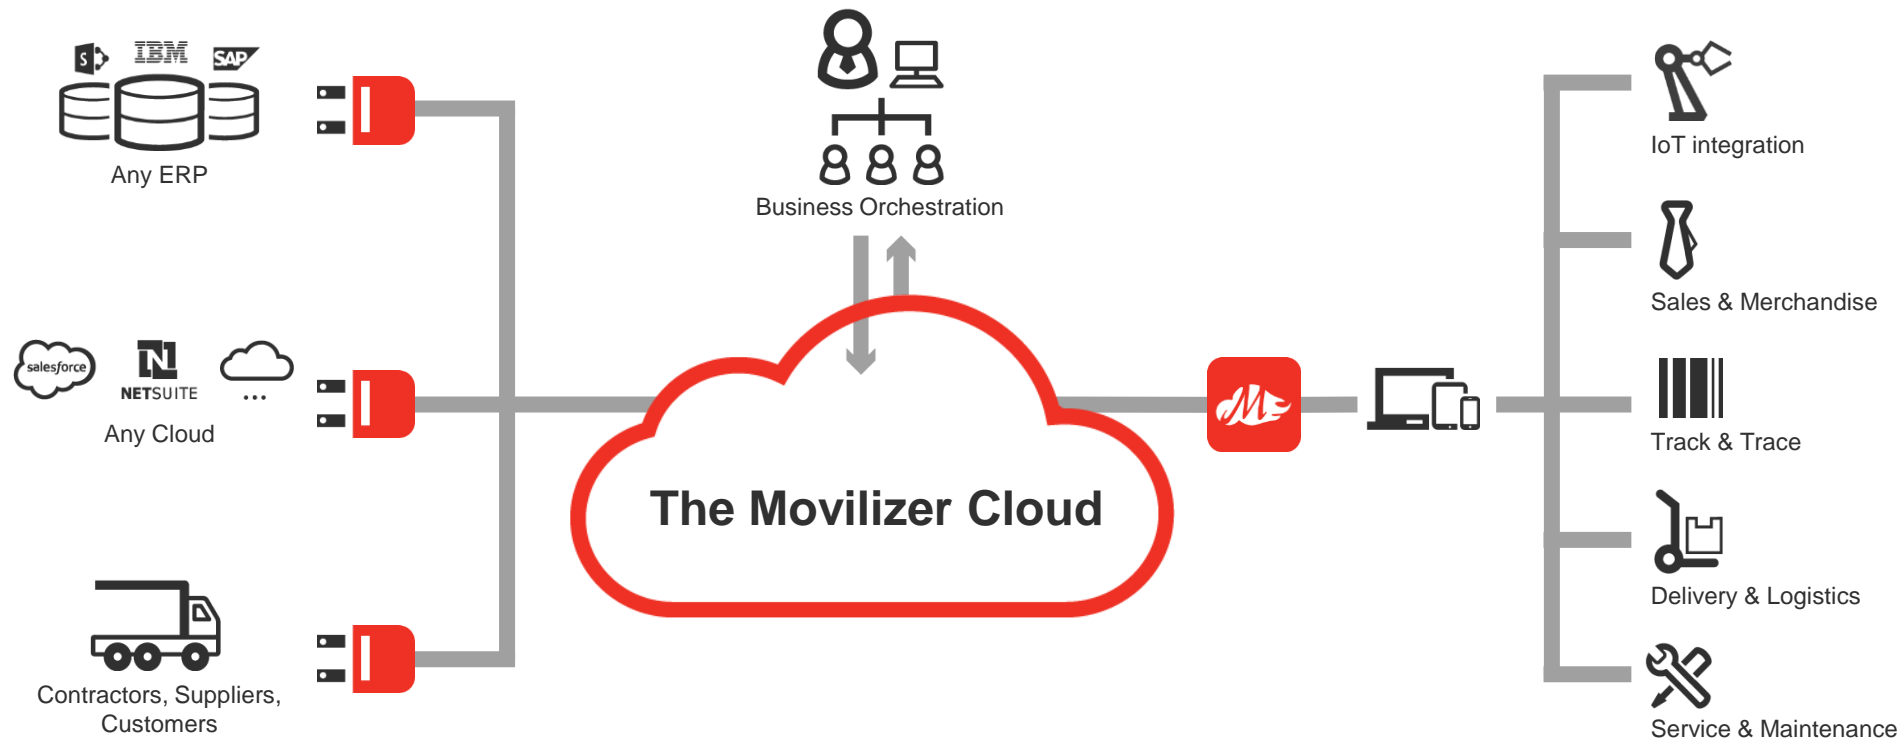 S
IBM
SAP
Any ERP
salesforce
N
NETSUITE
Any Cloud
Contractors, Suppliers,
Customers
Business Orchestration
The Movilizer Cloud
M
IoT integration
Sales & Merchandise
Track & Trace
Delivery & Logistics
Service & Maintenance